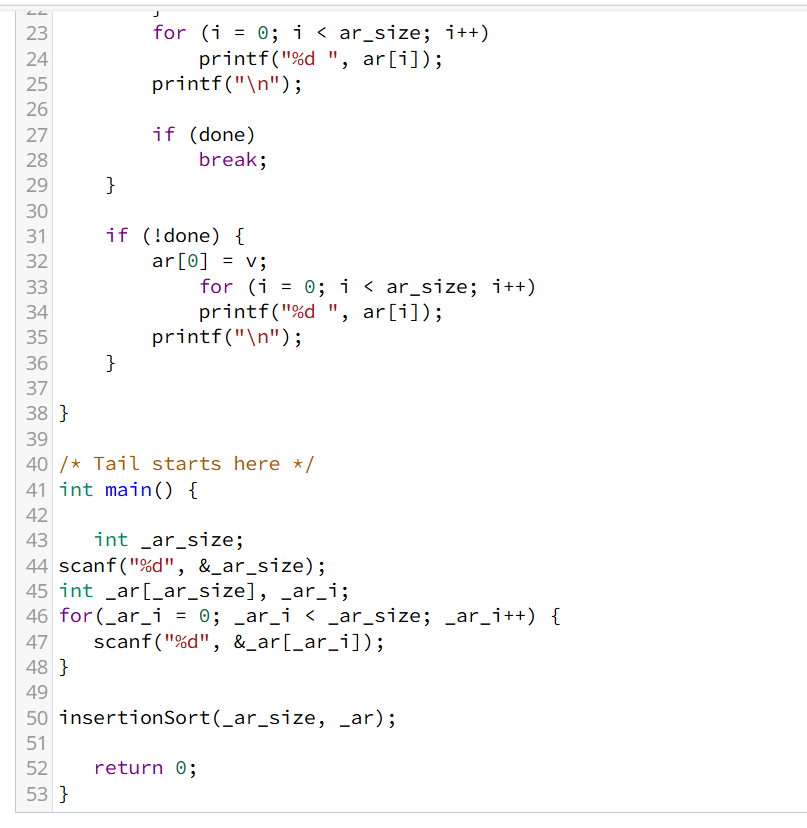 23 for (i = 0; i < ar_size; i++)
24 printf("%d ", ar[i]);
25 printf("\n");
26
27 if (done)
28 break;
29 }
30
31 if (!done) {
32 ar[0] = v;
33 for (i = 0; i < ar_size; i++)
34 printf("%d ", ar[i]);
35 printf("\n");
36 }
37
38 }
39
40 /* Tail starts here */
41 int main() {
42
43 int _ar_size;
44 scanf("%d", &_ar_size);
45 int _ar[_ar_size], _ar_i;
46 for(_ar_i = 0; _ar_i < _ar_size; _ar_i++) {
47 scanf("%d", &_ar[_ar_i]);
48 }
49
50 insertionSort(_ar_size, _ar);
51
52 return 0;
53 }